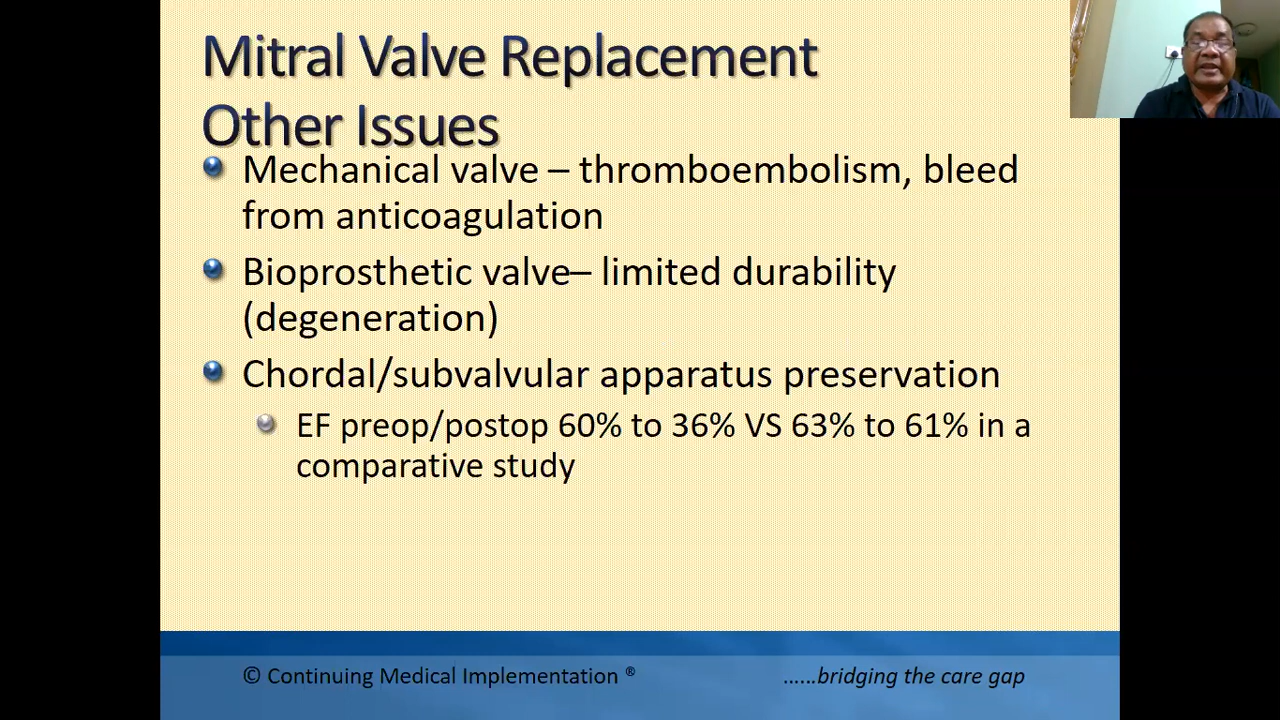 Mitral Valve Replacement
Other Issues
Mechanical valve – thromboembolism, bleed
from anticoagulation
Bioprosthetic valve– limited durability
(degeneration)
Chordal/subvalvular apparatus preservation
EF preop/postop 60% to 36% VS 63% to 61% in a
comparative study
© Continuing Medical Implementation ®
……bridging the care gap